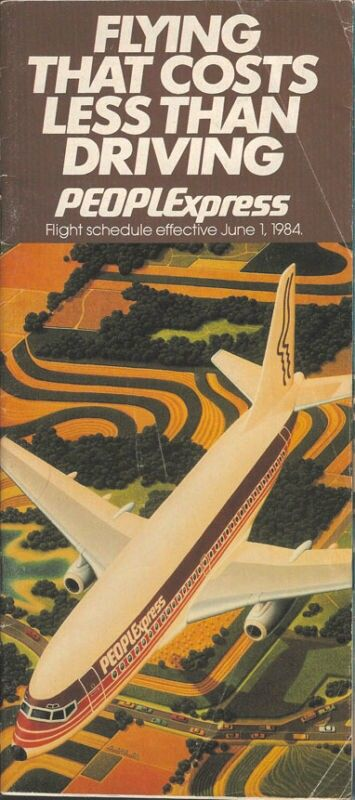 FLYING
THAT COSTS
LESS THAN
DRIVING
PEOPLExpress
Flight schedule effective June 1, 1984.
PEOPLExpress